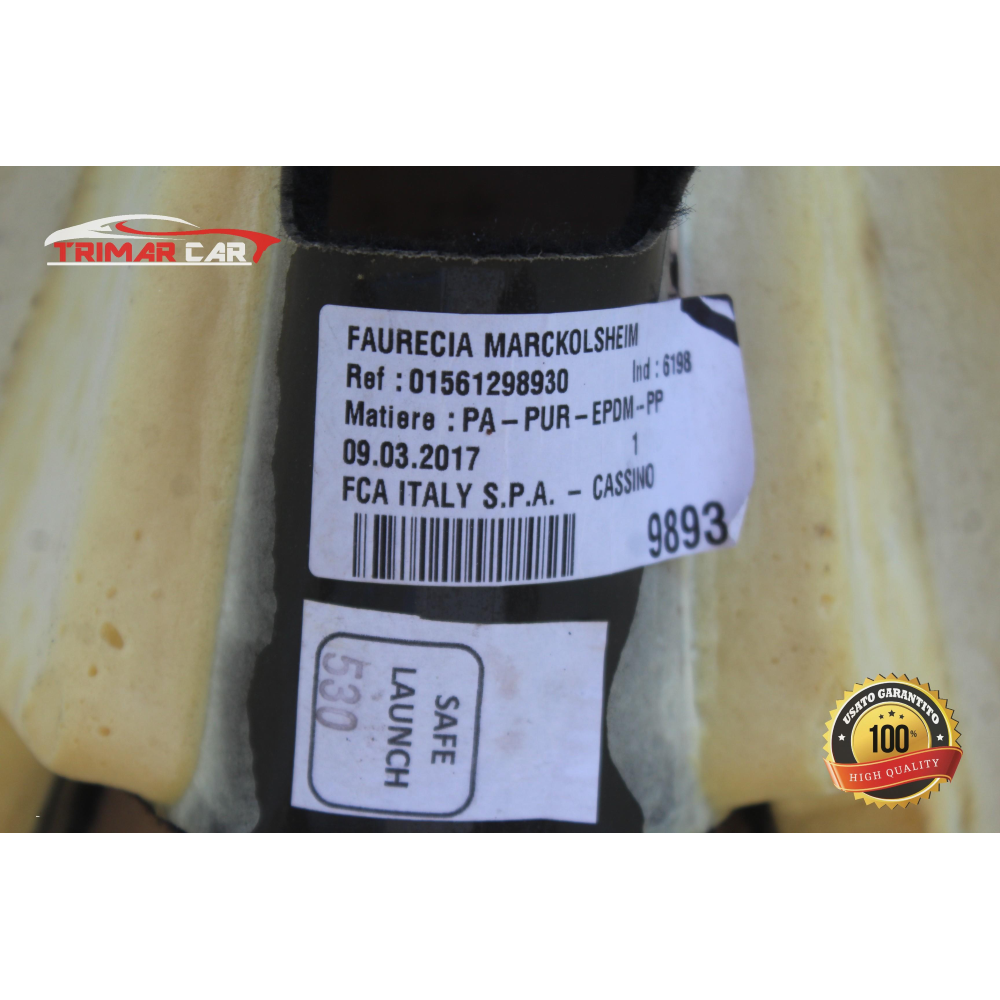 TRIMAR CAR
FAURECIA MARCKOLSHEIM
Ref : 01561298930 Ind : 6198
Matiere : PA - PUR - EPDM - PP
09.03.2017 1
FCA ITALY S.P.A. - CASSINO
9893
SAFE
LAUNCH
530
USATO GARANTITO
100%
HIGH QUALITY